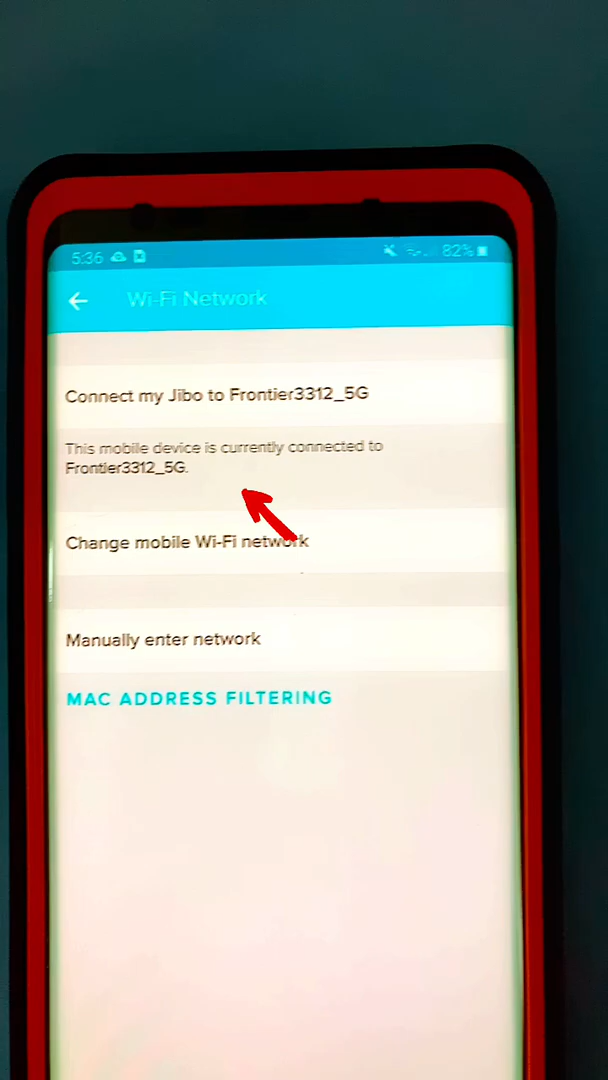 5:36 82%
Wi-Fi Network
Connect my Jibo to Frontier3312_5G
This mobile device is currently connected to
Frontier3312_5G.
Change mobile Wi-Fi network
Manually enter network
MAC ADDRESS FILTERING